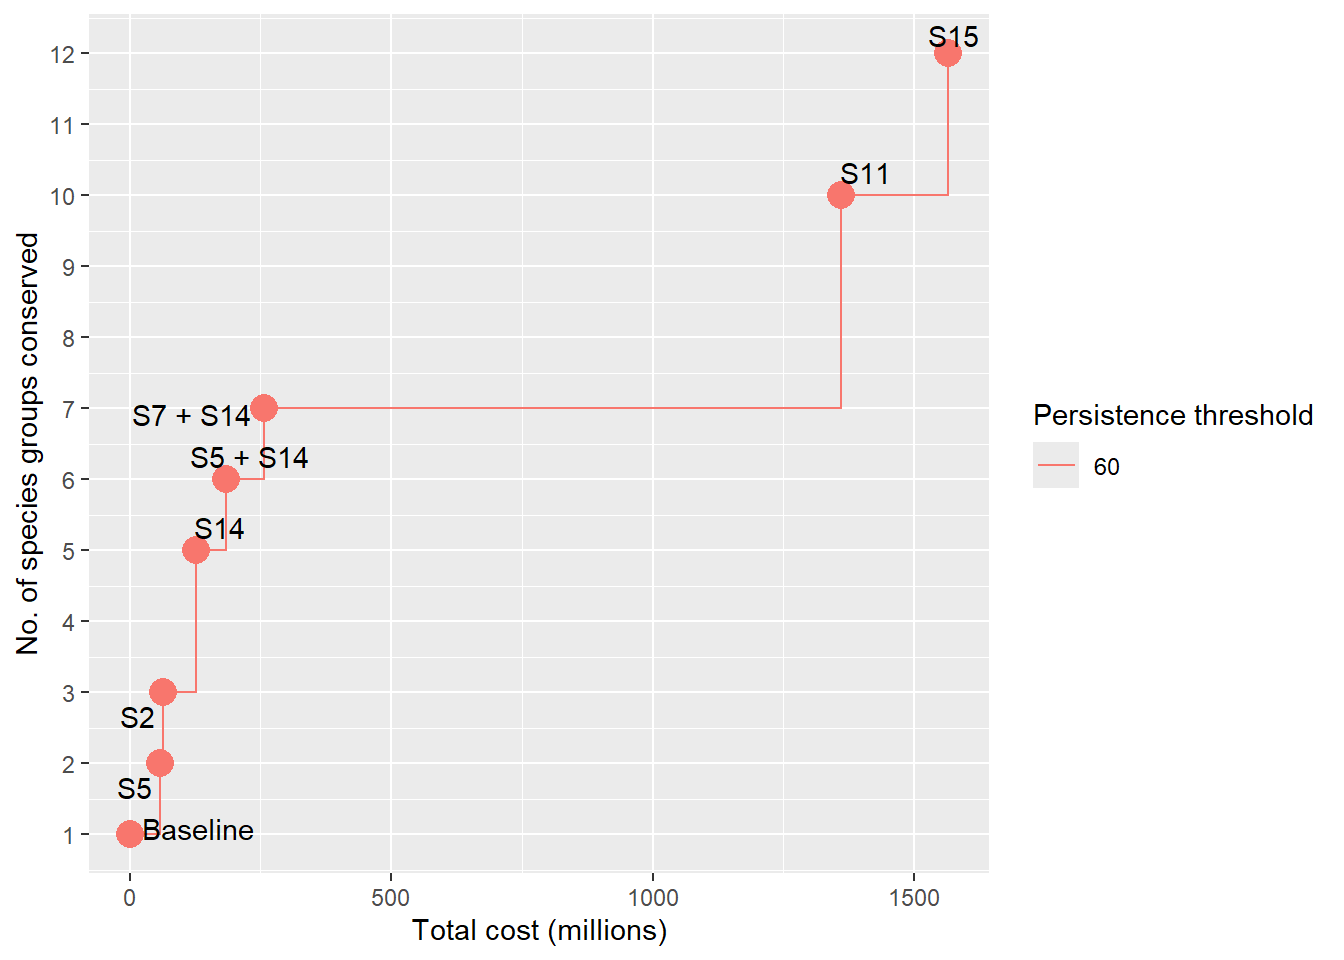 S15
12
11
S11
10
9
8
7
S7 + S14
S5 + S14
6
S14
5
4
3
S2
2
S5
Baseline
1
0
500
1000
1500
Total cost (millions)
No. of species groups conserved
Persistence threshold
60